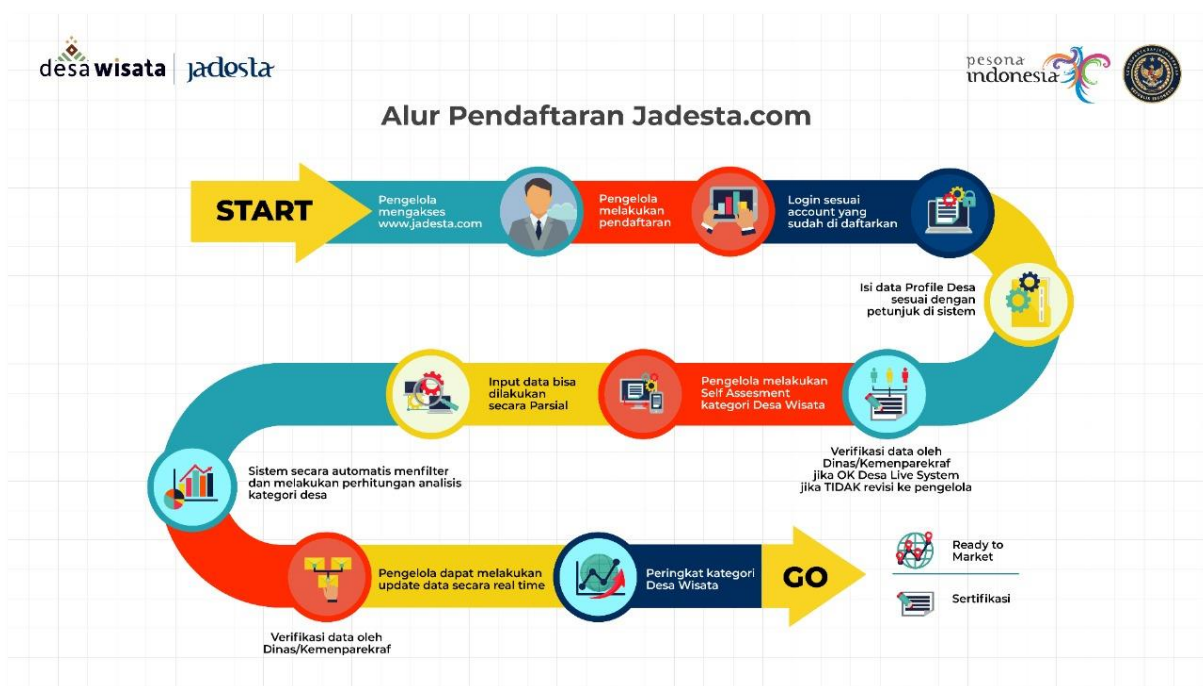 desa wisata | jadesta
pesona
indonesia
Alur Pendaftaran Jadesta.com
START
Pengelola
mengakses
www.jadesta.com
Pengelola
melakukan
pendaftaran
Login sesuai
account yang
sudah di daftarkan
Isi data Profile Desa
sesuai dengan
petunjuk di sistem
Verifikasi data oleh
Dinas/Kemenparekraf
jika OK Desa Live System
jika TIDAK revisi ke pengelola
Pengelola melakukan
Self Assesment
kategori Desa Wisata
Input data bisa
dilakukan
secara Parsial
Sistem secara automatis menfilter
dan melakukan perhitungan analisis
kategori desa
Verifikasi data oleh
Dinas/Kemenparekraf
Pengelola dapat melakukan
update data secara real time
Peringkat kategori
Desa Wisata
GO
Ready to
Market
Sertifikasi